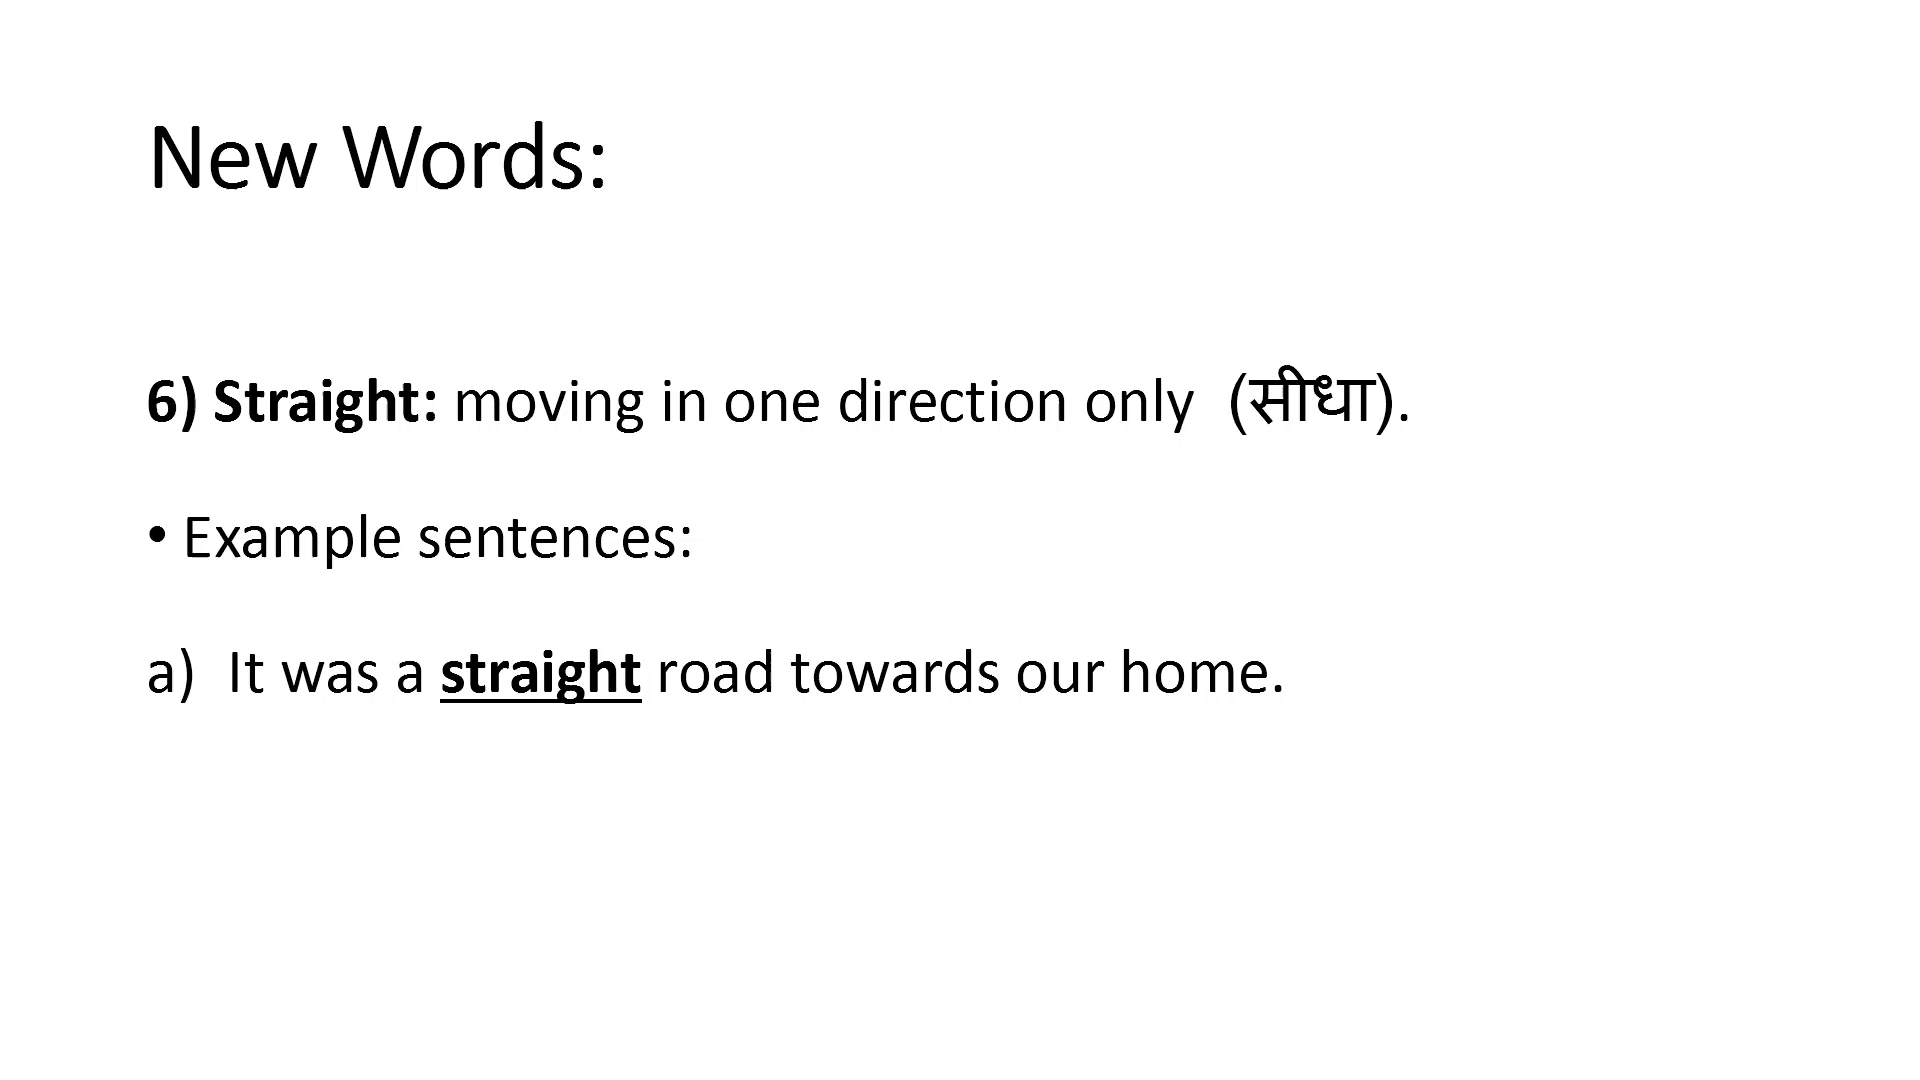 New Words:
6) Straight: moving in one direction only (सीधा).
• Example sentences:
a) It was a straight road towards our home.